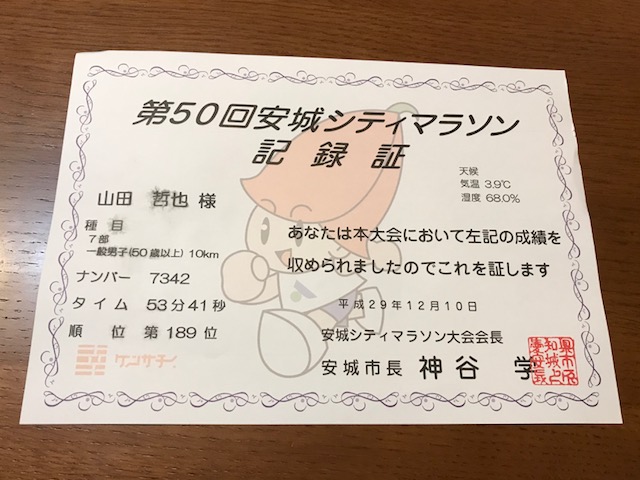 第50回安城シティマラソン
記録証
天候
気温 3.9℃
湿度 68.0%
山田 哲也 様
種目
7部
一般男子(50歳以上) 10km
ナンバー 7342
タイム 53分41秒
順位 第189位
あなたは本大会において左記の成績を
収められましたのでこれを証します
平成29年12月10日
安城シティマラソン大会会長
安城市長 神谷 学
ケンサチィ